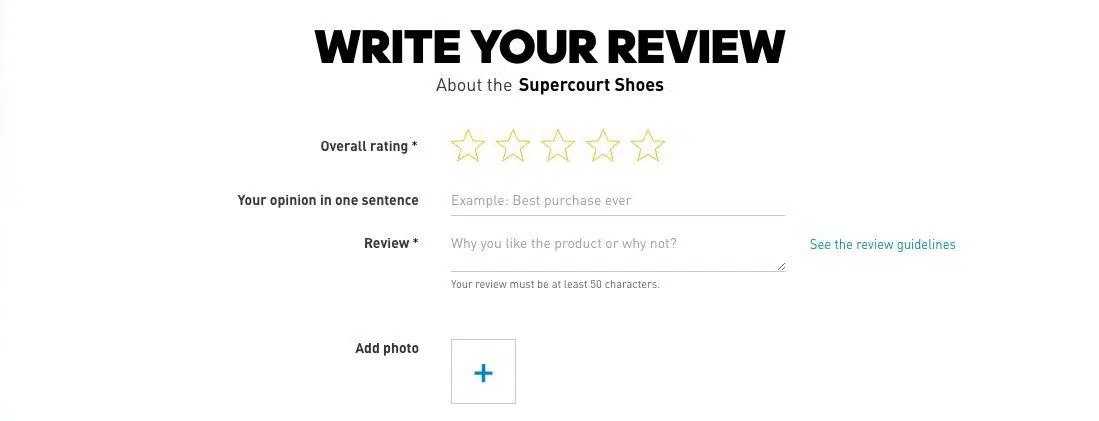 WRITE YOUR REVIEW
About the Supercourt Shoes
Overall rating *
Your opinion in one sentence
Example: Best purchase ever
Review *
Why you like the product or why not?
See the review guidelines
Your review must be at least 50 characters.
Add photo
+